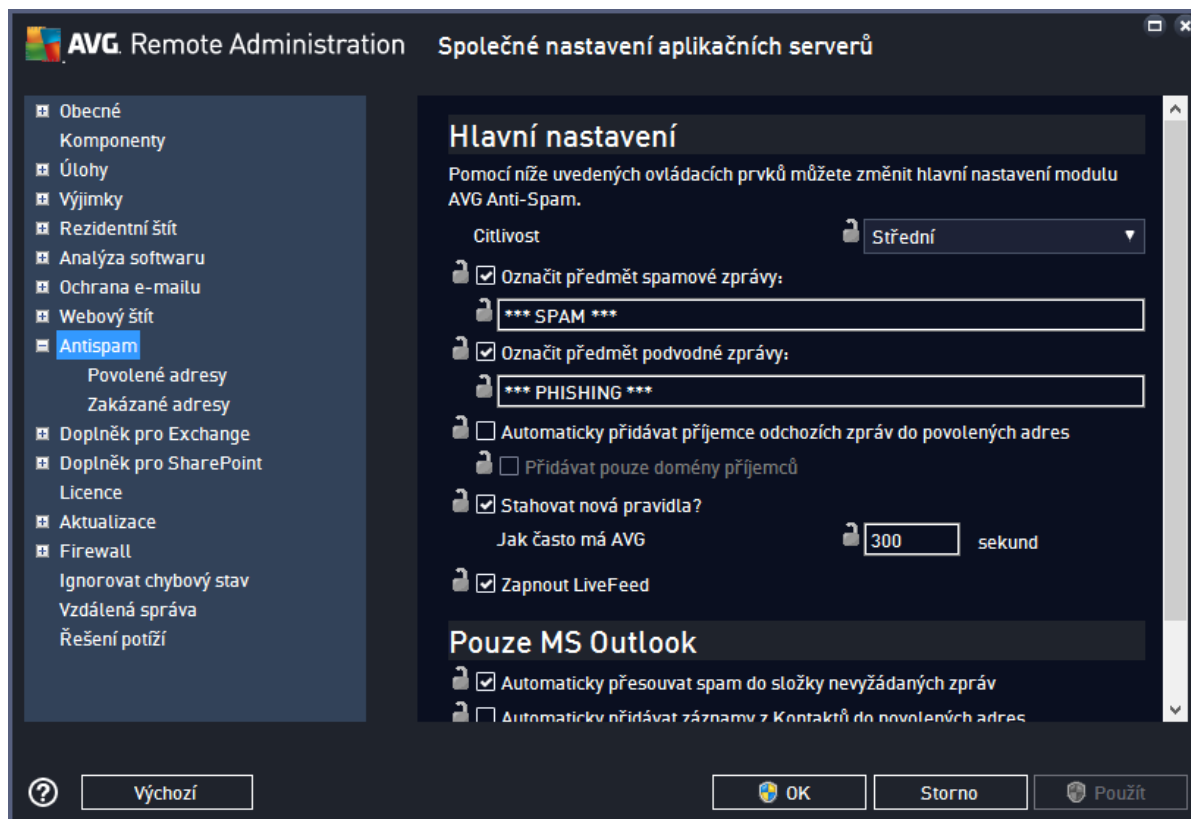 AVG. Remote Administration
Společné nastavení aplikačních serverů
Obecné
Komponenty
Úlohy
Výjimky
Rezidentní štít
Analýza softwaru
Ochrana e-mailu
Webový štít
Antispam
Povolené adresy
Zakázané adresy
Doplněk pro Exchange
Doplněk pro SharePoint
Licence
Aktualizace
Firewall
Ignorovat chybový stav
Vzdálená správa
Řešení potíží
Hlavní nastavení
Pomocí níže uvedených ovládacích prvků můžete změnit hlavní nastavení modulu
AVG Anti-Spam.
Citlivost Střední
Označit předmět spamové zprávy:
*** SPAM ***
Označit předmět podvodné zprávy:
*** PHISHING ***
Automaticky přidávat příjemce odchozích zpráv do povolených adres
Přidávat pouze domény příjemců
Stahovat nová pravidla?
Jak často má AVG 300 sekund
Zapnout LiveFeed
Pouze MS Outlook
Automaticky přesouvat spam do složky nevyžádaných zpráv
Automaticky přidávat záznamy z Kontaktů do povolených adres
? Výchozí OK Storno Použít